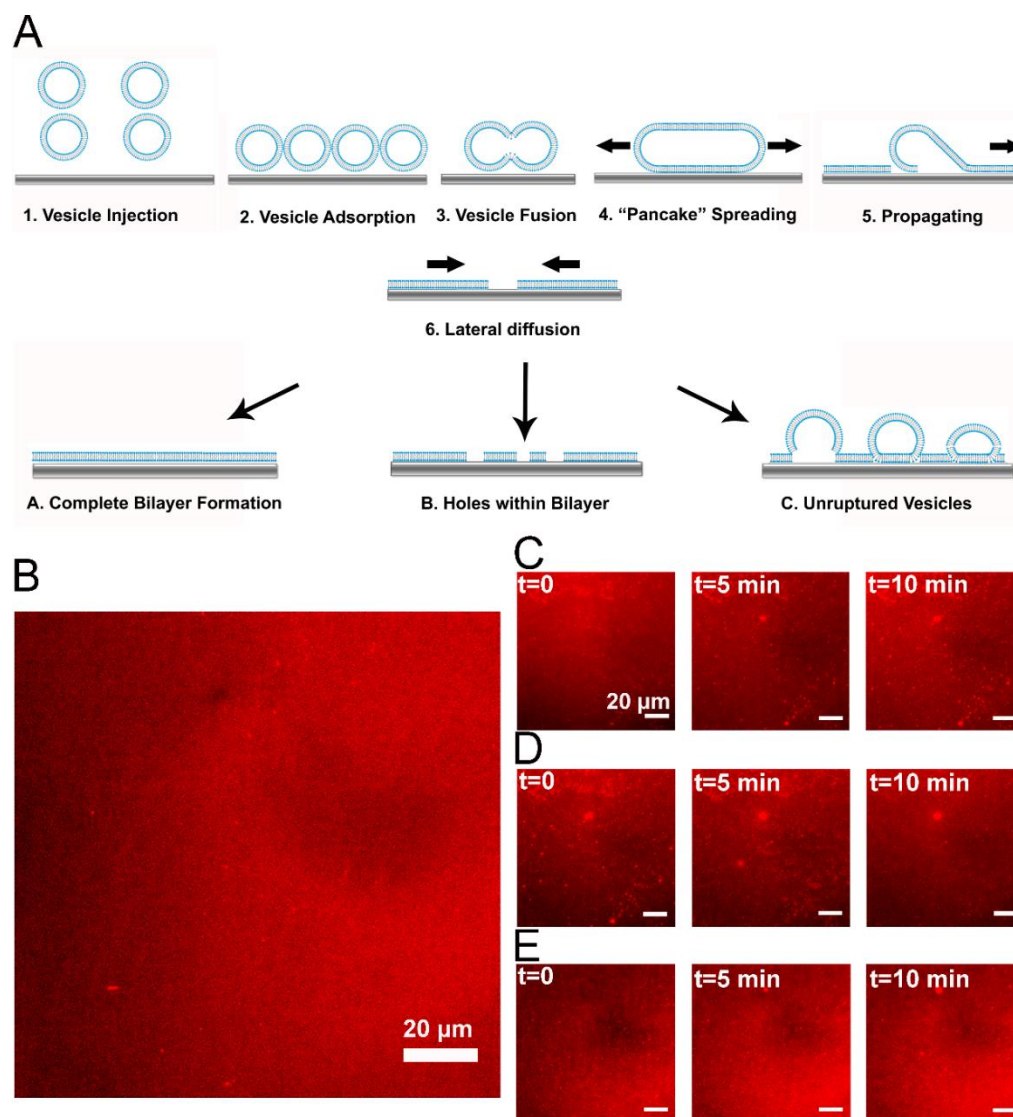 A
1. Vesicle Injection
2. Vesicle Adsorption
3. Vesicle Fusion
4. “Pancake” Spreading
5. Propagating
6. Lateral diffusion
A. Complete Bilayer Formation
B. Holes within Bilayer
C. Unruptured Vesicles
B
20 µm
C
t=0
t=5 min
t=10 min
20 µm
D
t=0
t=5 min
t=10 min
E
t=0
t=5 min
t=10 min